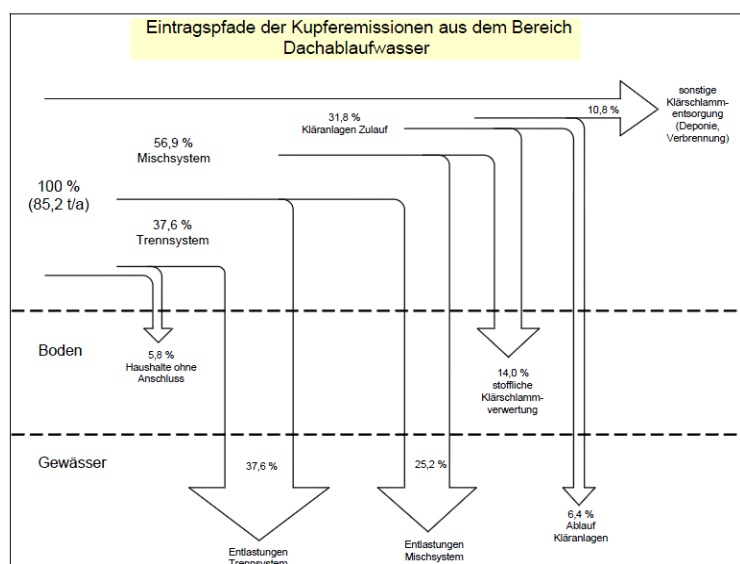 Eintragspfade der Kupferemissionen aus dem Bereich
Dachablaufwasser
sonstige
Klärschlamm-
entsorgung
(Deponie,
Verbrennung)
10,8 %
31,8 %
Kläranlagen Zulauf
56,9 %
Mischsystem
100 %
(85,2 t/a)
37,6 %
Trennsystem
Boden
5,8 %
Haushalte ohne
Anschluss
14,0 %
stoffliche
Klärschlamm-
verwertung
Gewässer
37,6 %
25,2 %
6,4 %
Ablauf
Kläranlagen
Entlastungen
Trennsystem
Entlastungen
Mischsystem